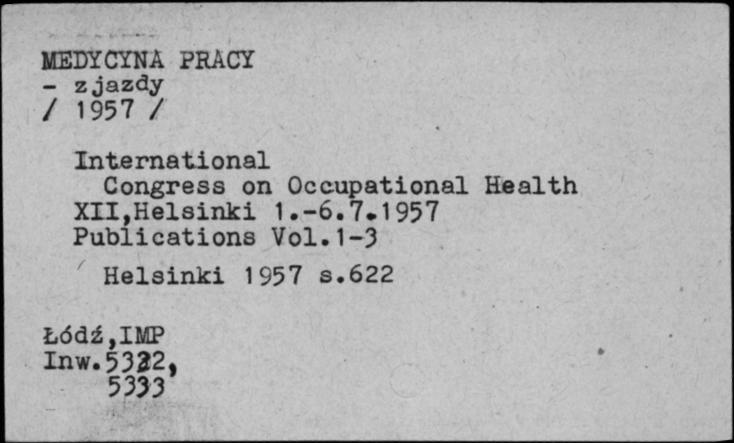 MEDYCYNA PRACY
- zjazdy
/ 1957 /
International
Congress on Occupational Health
XII,Helsinki 1.-6.7.1957
Publications Vol.1-3
Helsinki 1957 s.622
Łódź,IMP
Inw.5322,
5333